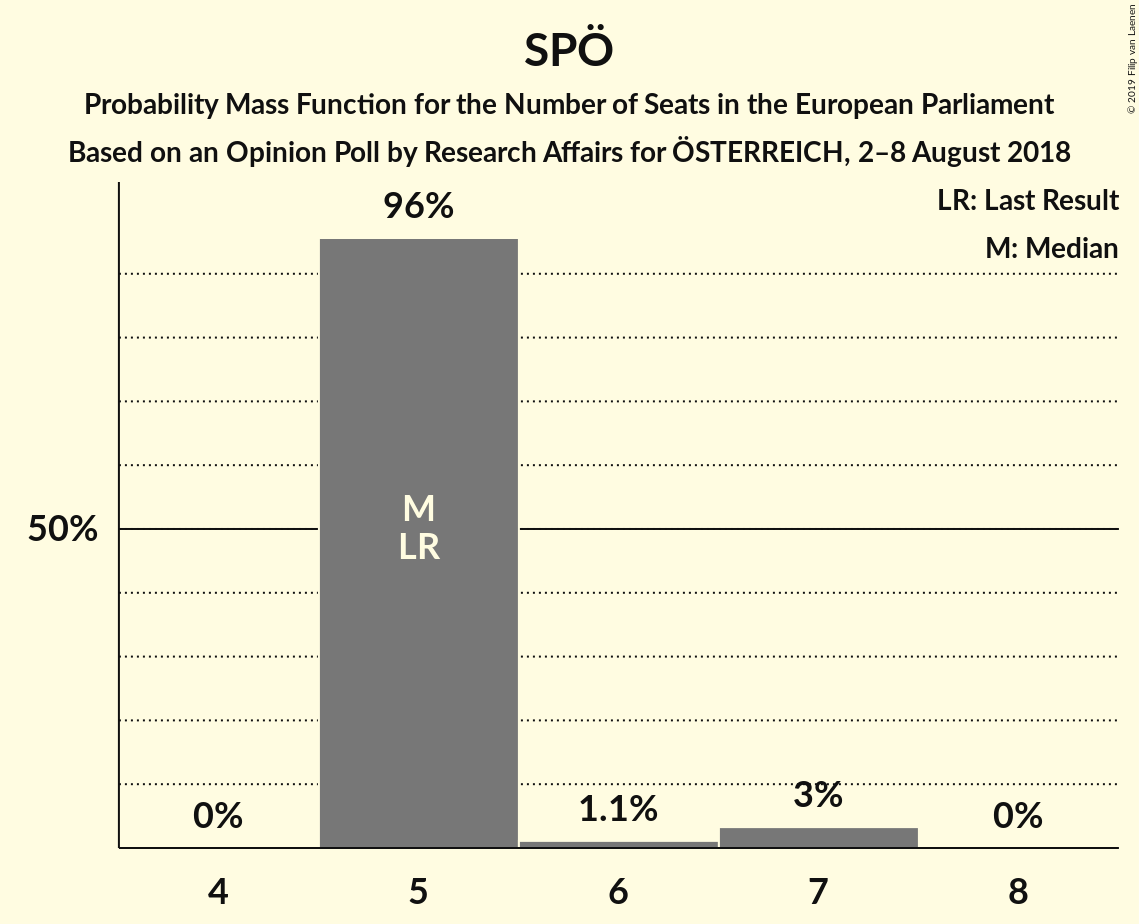 SPÖ
Probability Mass Function for the Number of Seats in the European Parliament
Based on an Opinion Poll by Research Affairs for ÖSTERREICH, 2–8 August 2018
© 2019 Filip van Laenen
LR: Last Result
M: Median
96%
50%
M
LR
0%
1.1%
3%
0%
4
5
6
7
8